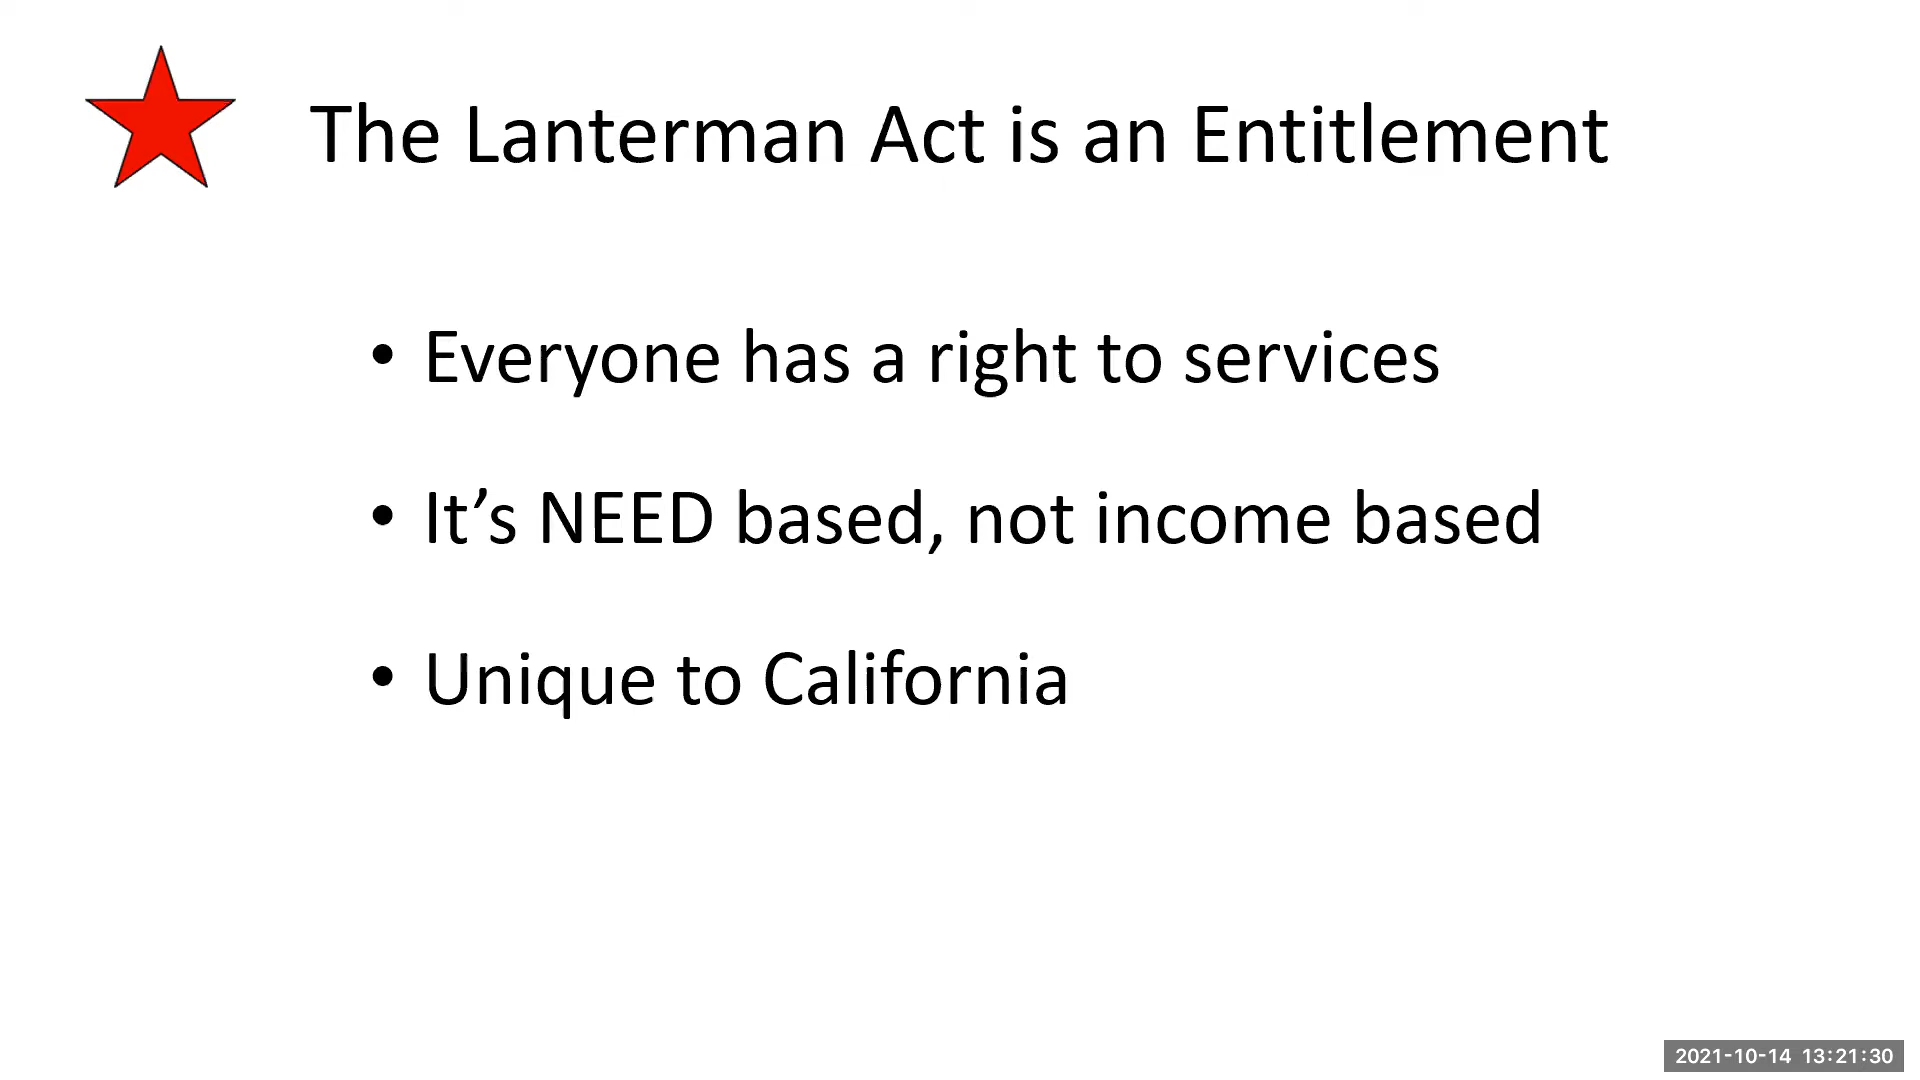 The Lanterman Act is an Entitlement
• Everyone has a right to services
• It’s NEED based, not income based
• Unique to California
2021-10-14 13:21:30